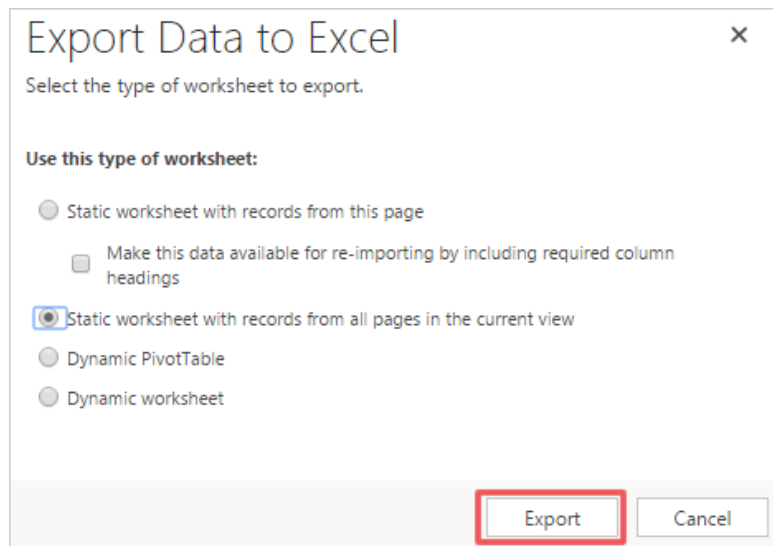 Export Data to Excel
Select the type of worksheet to export.
Use this type of worksheet:
Static worksheet with records from this page
Make this data available for re-importing by including required column
headings
Static worksheet with records from all pages in the current view
Dynamic PivotTable
Dynamic worksheet
Export
Cancel